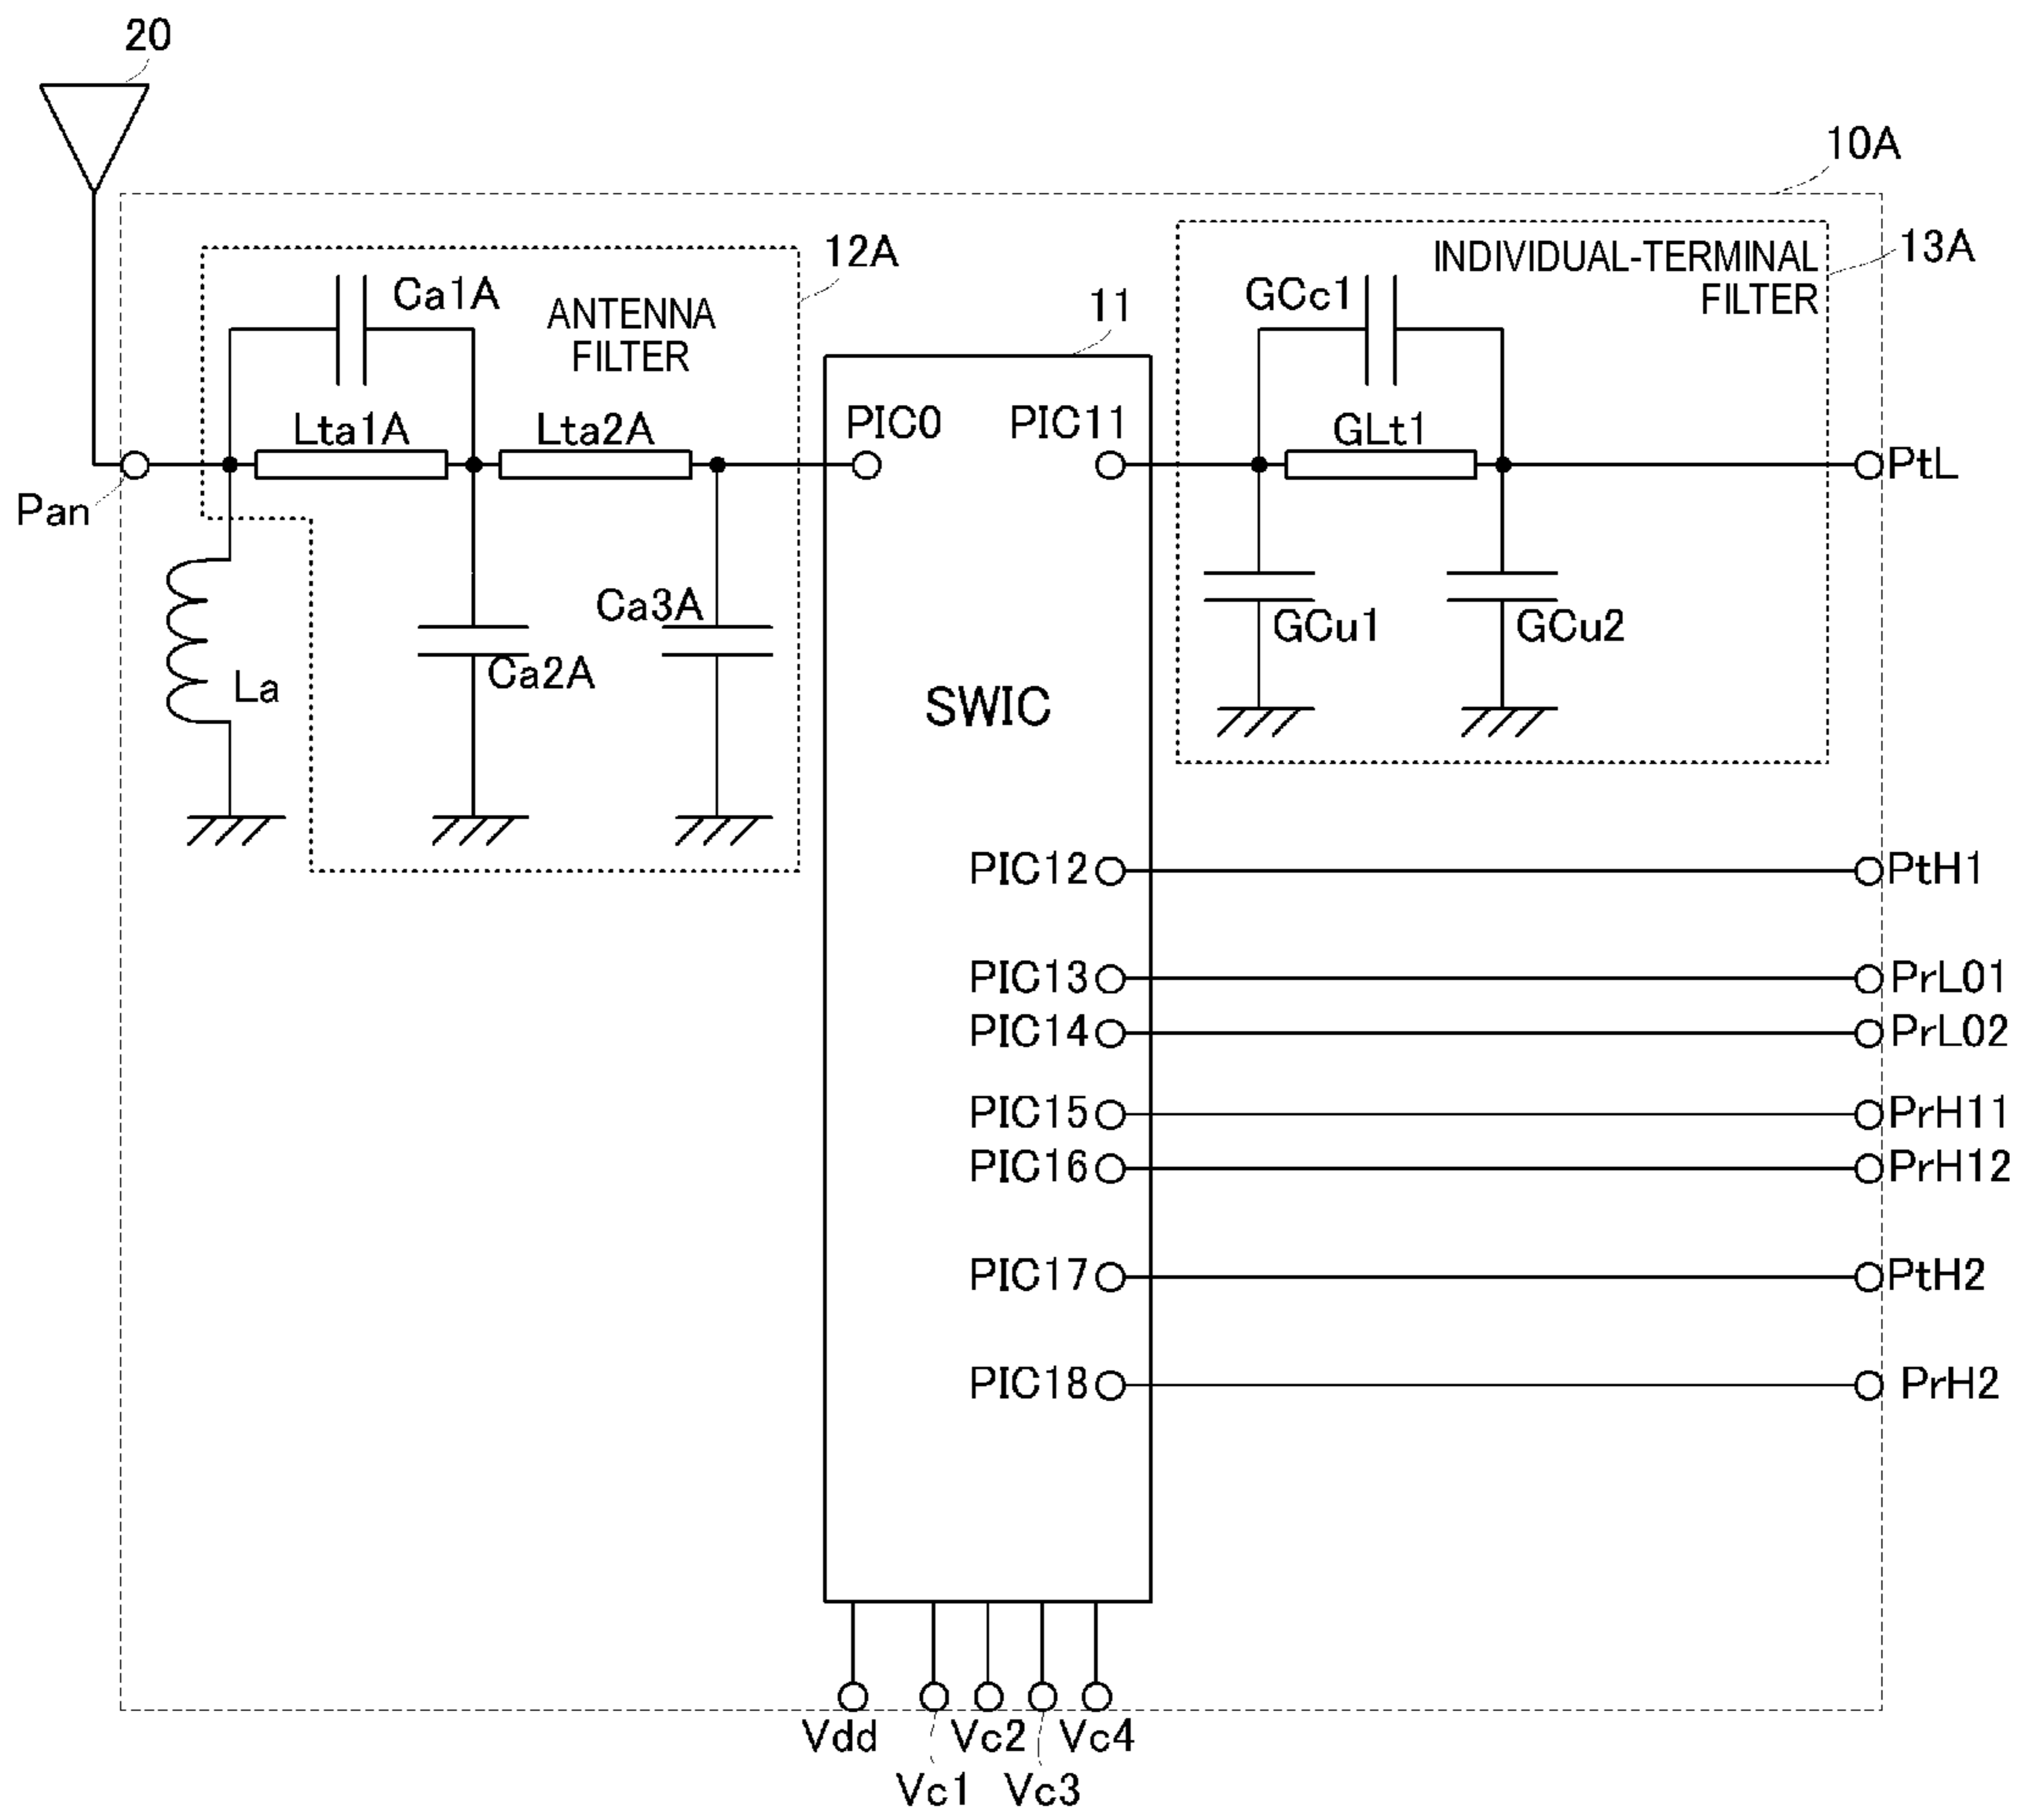 20
10A
12A
INDIVIDUAL-TERMINAL
FILTER
13A
Ca1A
ANTENNA
FILTER
11
GCc1
Lta1A
Lta2A
PIC0
PIC11
GLt1
PtL
Pan
Ca3A
GCu1
GCu2
La
Ca2A
SWIC
PIC12
PtH1
PIC13
PrL01
PIC14
PrL02
PIC15
PrH11
PIC16
PrH12
PIC17
PtH2
PIC18
PrH2
Vdd
Vc2
Vc4
Vc1
Vc3